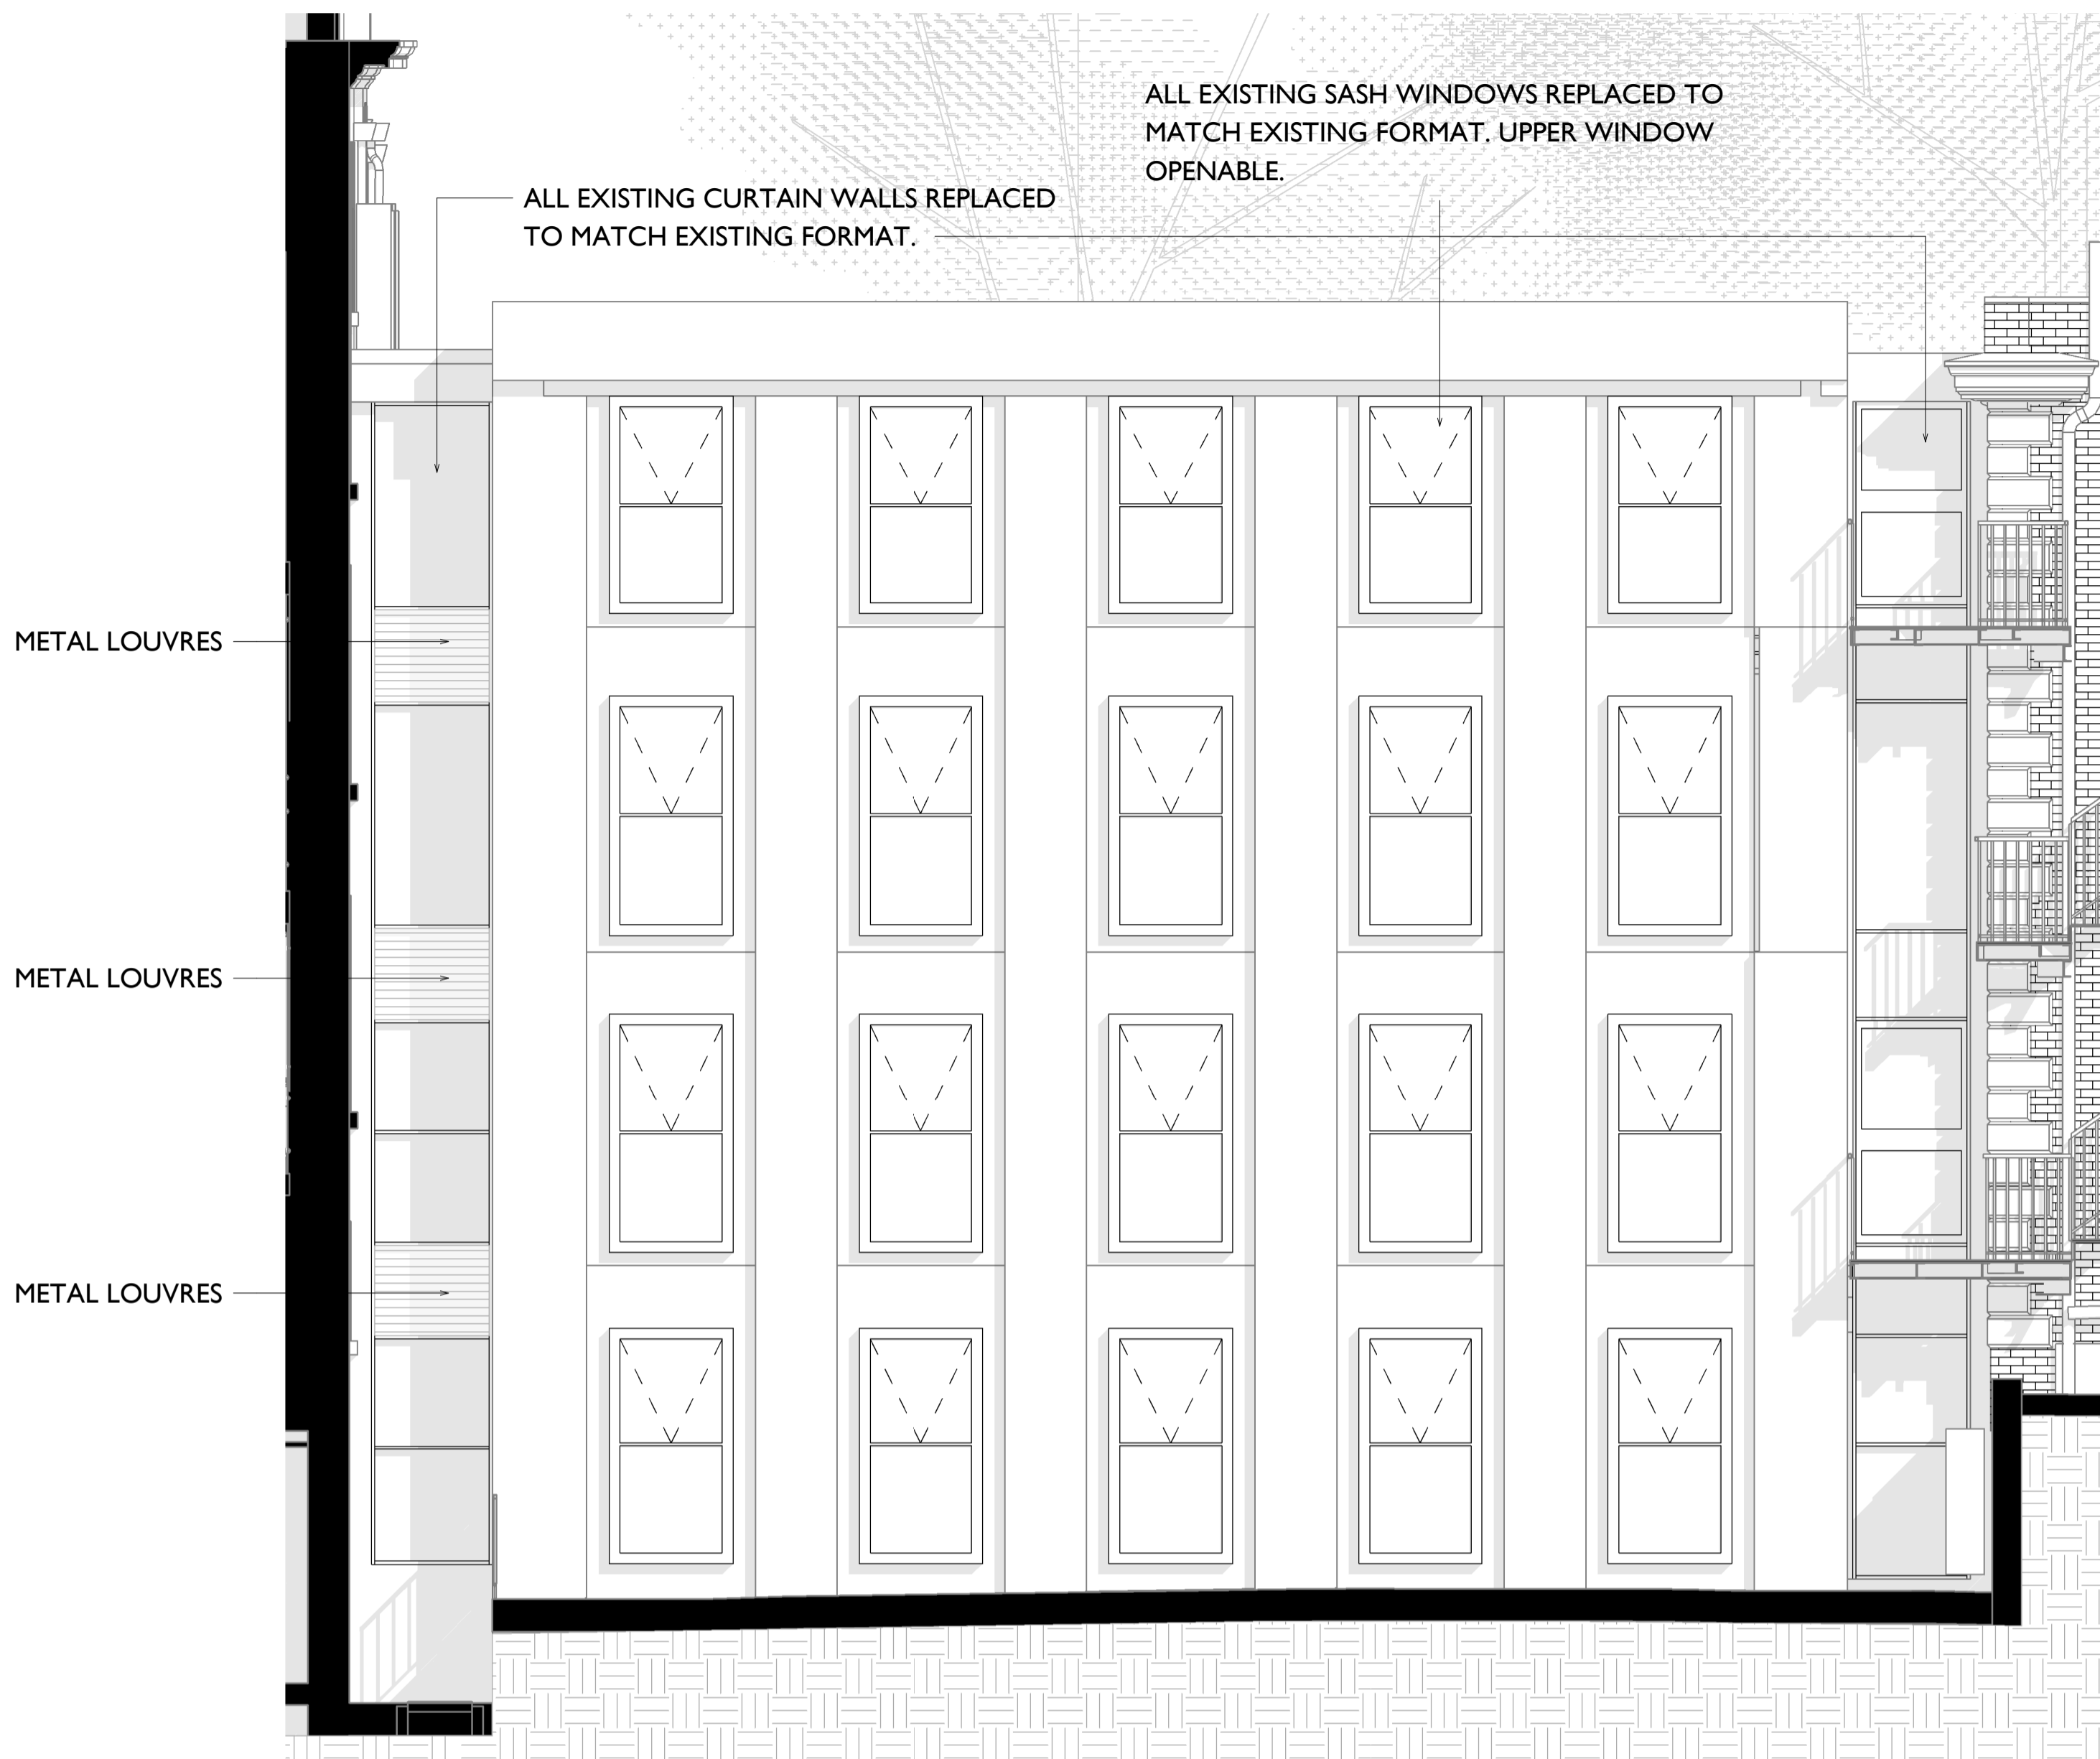 ALL EXISTING SASH WINDOWS REPLACED TO
MATCH EXISTING FORMAT. UPPER WINDOW
OPENABLE.
ALL EXISTING CURTAIN WALLS REPLACED
TO MATCH EXISTING FORMAT.
METAL LOUVRES
METAL LOUVRES
METAL LOUVRES